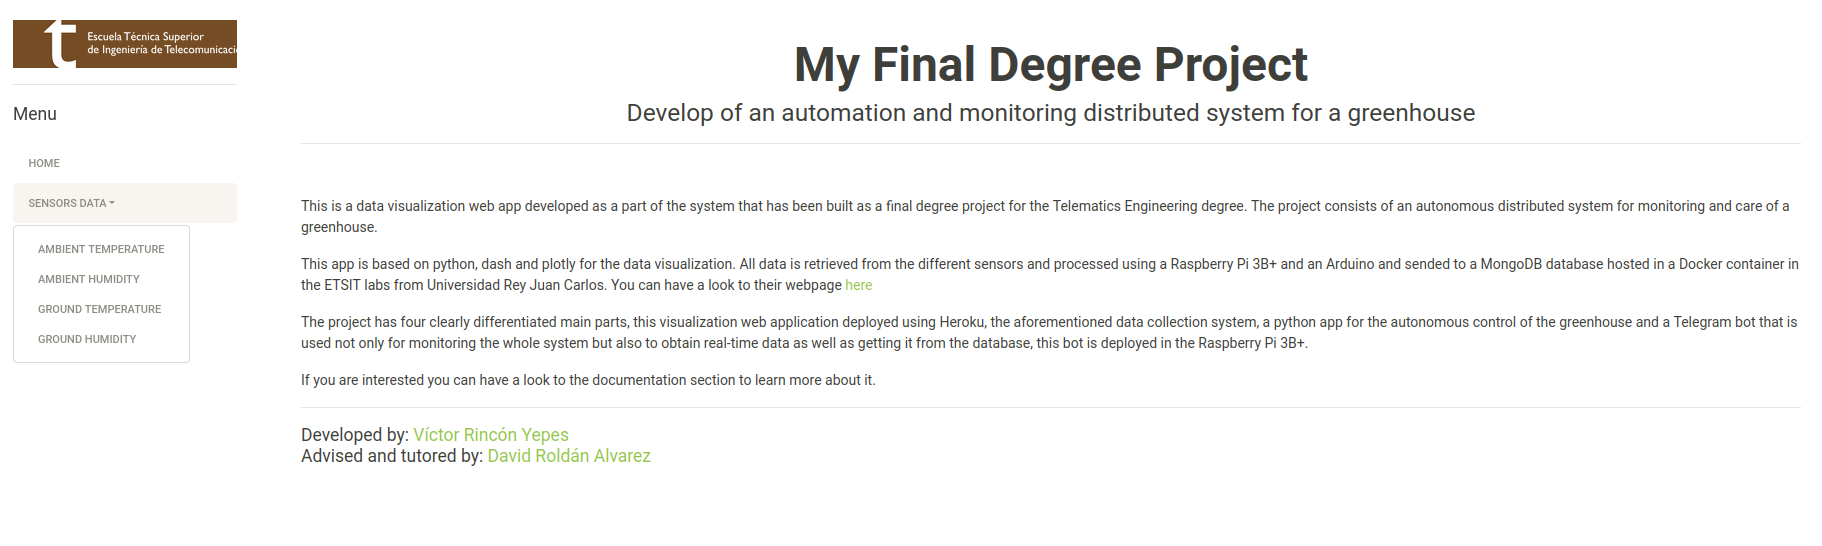 Escuela Técnica Superior
de Ingeniería de
Menu
HOME
SENSORS DATA
AMBIENT TEMPERATURE
AMBIENT HUMIDITY
GROUND TEMPERATURE
GROUND HUMIDITY
My Final Degree Project
Develop of an automation and monitoring distributed system for a greenhouse
This is a data visualization web app developed as a part of the system that has been built as a final degree project for the Telematics Engineering degree. The project consists of an autonomous distributed system for monitoring and care of a
greenhouse.
This app is based on python, dash and plotly for the data visualization. All data is retrieved from the different sensors and processed using a Raspberry Pi 3B+ and an Arduino and sended to a MongoDB database hosted in a Docker container in
the ETSIT labs from Universidad Rey Juan Carlos. You can have a look to their webpage here
The project has four clearly differentiated main parts, this visualization web application deployed using Heroku, the aforementioned data collection system, a python app for the autonomous control of the greenhouse and a Telegram bot that is
used not only for monitoring the whole system but also to obtain real-time data as well as getting it from the database, this bot is deployed in the Raspberry Pi 3B+.
If you are interested you can have a look to the documentation section to learn more about it.
Developed by: Víctor Rincón Yepes
Advised and tutored by: David Roldán Alvarez